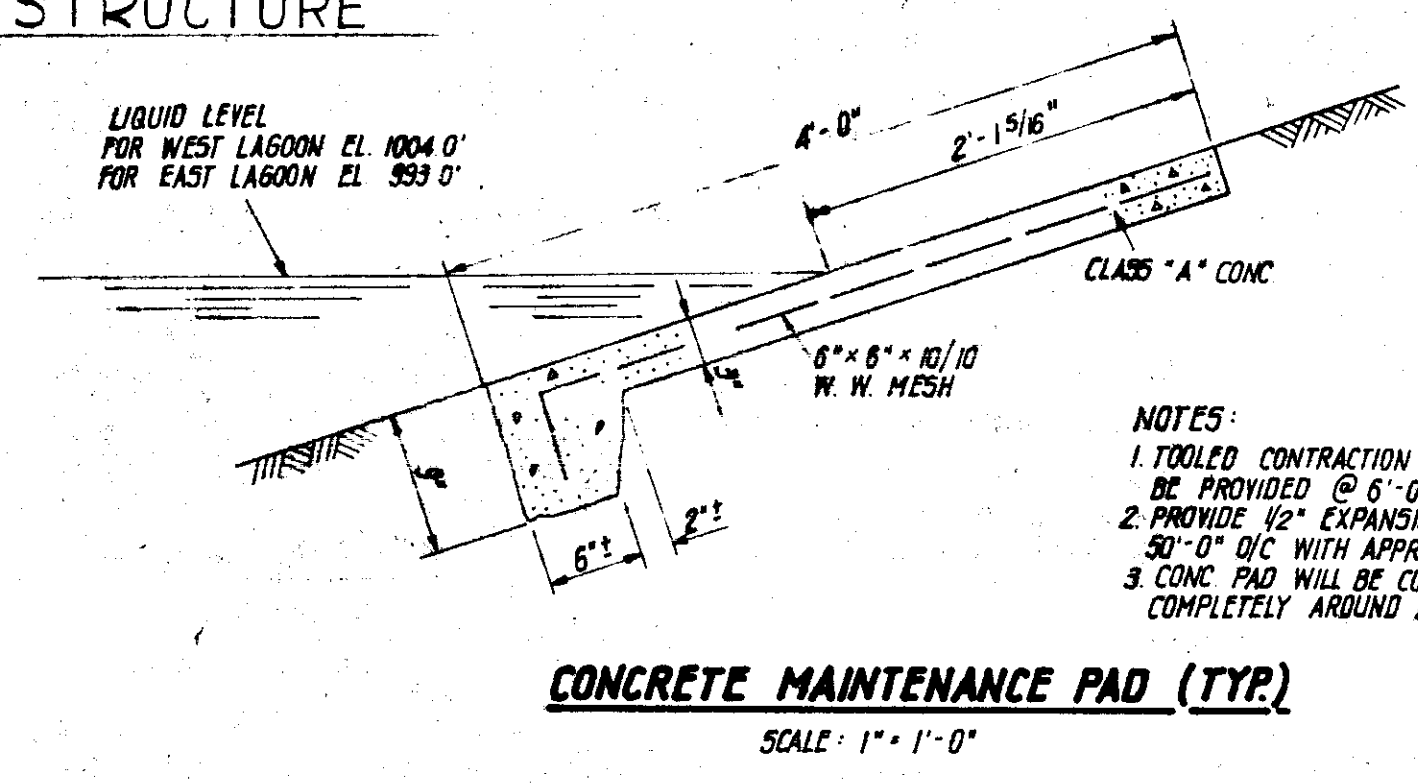 STRUCTURE
LIQUID LEVEL
FOR WEST LAGOON EL. 1004.0'
FOR EAST LAGOON EL 993.0'
4'-0"
2'-1 5/16"
CLASS "A" CONC
6" × 6" × 10/10
W. W. MESH
6"±
2"±
NOTES:
1. TOOLED CONTRACTION
BE PROVIDED @ 6'-0
2. PROVIDE 1/2" EXPANSI
50'-0" O/C WITH APPR
3. CONC. PAD WILL BE CO
COMPLETELY AROUND
CONCRETE MAINTENANCE PAD (TYP.)
SCALE: 1" = 1'-0"